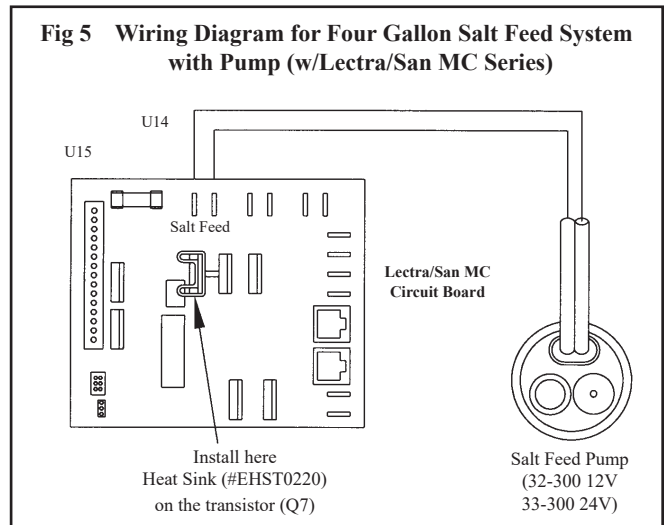 Fig 5 Wiring Diagram for Four Gallon Salt Feed System
with Pump (w/Lectra/San MC Series)
U14
U15
Salt Feed
Lectra/San MC
Circuit Board
Install here
Heat Sink (#EHST0220)
on the transistor (Q7)
Salt Feed Pump
(32-300 12V
33-300 24V)